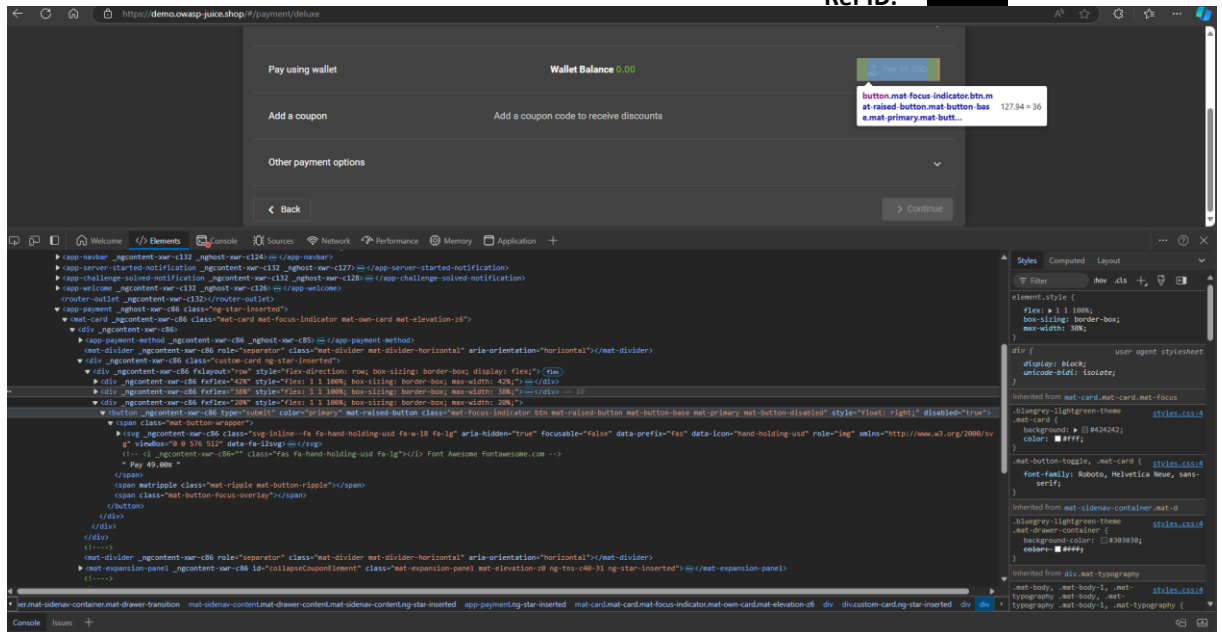 Ref ID:
https://demo.owasp-juice.shop/#/payment/deluxe
Pay using wallet
Wallet Balance 0.00
Pay 49.00¤
button.mat-focus-indicator.btn.m
at-raised-button.mat-button-bas
e.mat-primary.mat-butt...
127.94 × 36
Add a coupon
Add a coupon code to receive discounts
Other payment options
Back
Continue
Welcome
Elements
Console
Sources
Network
Performance
Memory
Application
<app-navbar _ngcontent-xwr-c132 _nghost-xwr-c124></app-navbar>
<app-server-started-notification _ngcontent-xwr-c132 _nghost-xwr-c127></app-server-started-notification>
<app-challenge-solved-notification _ngcontent-xwr-c132 _nghost-xwr-c128></app-challenge-solved-notification>
<app-welcome _ngcontent-xwr-c132 _nghost-xwr-c126></app-welcome>
<router-outlet _ngcontent-xwr-c132></router-outlet>
<app-payment _nghost-xwr-c86 class="ng-star-inserted">
<mat-card _ngcontent-xwr-c86 class="mat-card mat-focus-indicator mat-own-card mat-elevation-z6">
<div _ngcontent-xwr-c86>
<app-payment-method _ngcontent-xwr-c86 _nghost-xwr-c85></app-payment-method>
<mat-divider _ngcontent-xwr-c86 role="separator" class="mat-divider mat-divider-horizontal" aria-orientation="horizontal"></mat-divider>
<div _ngcontent-xwr-c86 class="custom-card ng-star-inserted">
<div _ngcontent-xwr-c86 fxlayout="row" style="flex-direction: row; box-sizing: border-box; display: flex;"> flex
<div _ngcontent-xwr-c86 fxflex="42%" style="flex: 1 1 100%; box-sizing: border-box; max-width: 42%;"></div>
<div _ngcontent-xwr-c86 fxflex="38%" style="flex: 1 1 100%; box-sizing: border-box; max-width: 38%;"></div> == $0
<div _ngcontent-xwr-c86 fxflex="20%" style="flex: 1 1 100%; box-sizing: border-box; max-width: 20%;">
<button _ngcontent-xwr-c86 type="submit" color="primary" mat-raised-button class="mat-focus-indicator btn mat-raised-button mat-button-base mat-primary mat-button-disabled" style="float: right;" disabled="true">
<span class="mat-button-wrapper">
<svg _ngcontent-xwr-c86 class="svg-inline--fa fa-hand-holding-usd fa-w-18 fa-lg" aria-hidden="true" focusable="false" data-prefix="fas" data-icon="hand-holding-usd" role="img" xmlns="http://www.w3.org/2000/sv
g" viewBox="0 0 576 512" data-fa-i2svg></svg>
<!-- <i _ngcontent-xwr-c86="" class="fas fa-hand-holding-usd fa-lg"></i> Font Awesome fontawesome.com -->
" Pay 49.00¤ "
</span>
<span matripple class="mat-ripple mat-button-ripple"></span>
<span class="mat-button-focus-overlay"></span>
</button>
</div>
</div>
</div>
<!---->
<mat-divider _ngcontent-xwr-c86 role="separator" class="mat-divider mat-divider-horizontal" aria-orientation="horizontal"></mat-divider>
<mat-expansion-panel _ngcontent-xwr-c86 id="collapseCouponElement" class="mat-expansion-panel mat-elevation-z0 ng-tns-c40-31 ng-star-inserted"></mat-expansion-panel>
<!---->
er.mat-sidenav-container.mat-drawer-transition mat-sidenav-content.mat-drawer-content.mat-sidenav-content.ng-star-inserted app-payment.ng-star-inserted mat-card.mat-card.mat-focus-indicator.mat-own-card.mat-elevation-z6 div div.custom-card.ng-star-inserted div div
Styles Computed Layout
Filter :hov .cls
element.style {
flex: 1 1 100%;
box-sizing: border-box;
max-width: 38%;
}
div { user agent stylesheet
display: block;
unicode-bidi: isolate;
}
Inherited from mat-card.mat-card.mat-focus
.bluegrey-lightgreen-theme styles.css:4
.mat-card {
background: #424242;
color: #fff;
}
.mat-button-toggle, .mat-card { styles.css:4
font-family: Roboto, Helvetica Neue, sans-
serif;
}
Inherited from mat-sidenav-container.mat-d
.bluegrey-lightgreen-theme styles.css:4
.mat-drawer-container {
background-color: #303030;
color: #fff;
}
Inherited from div.mat-typography
.mat-body, .mat-body-1, .mat- styles.css:4
typography .mat-body, .mat-
typography .mat-body-1, .mat-typography {
Console Issues